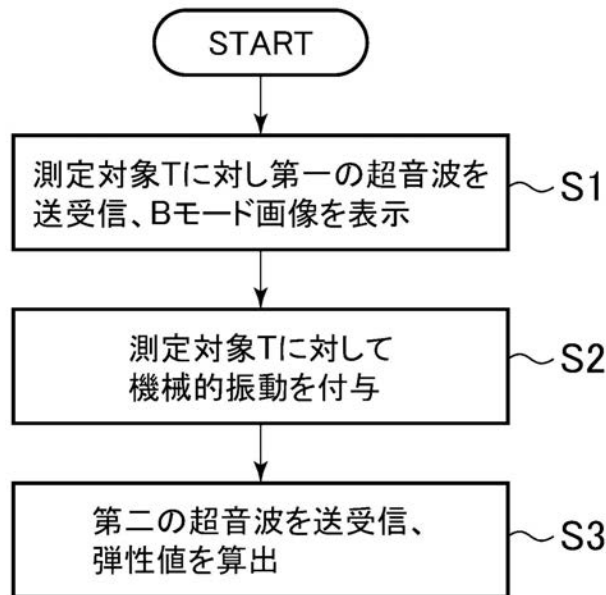 START
測定対象Tに対し第一の超音波を
送受信、Bモード画像を表示
S1
測定対象Tに対して
機械的振動を付与
S2
第二の超音波を送受信、
弾性値を算出
S3